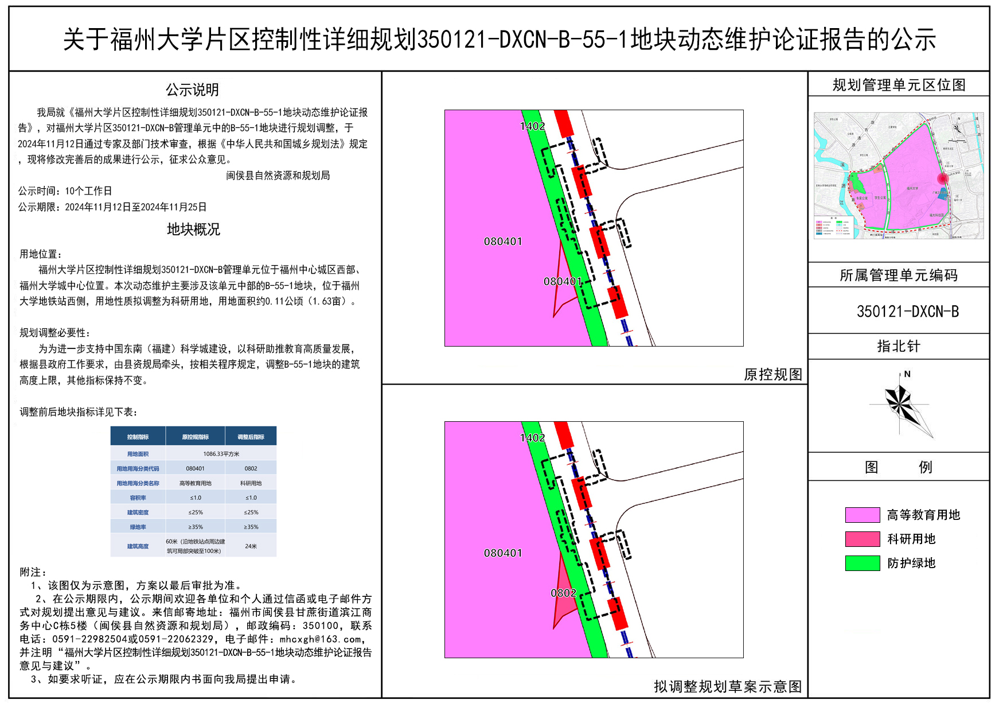 关于福州大学片区控制性详细规划350121-DXCN-B-55-1地块动态维护论证报告的公示
公示说明
我局就《福州大学片区控制性详细规划350121-DXCN-B-55-1地块动态维护论证报
告》，对福州大学片区350121-DXCN-B管理单元中的B-55-1地块进行规划调整，于
2024年11月12日通过专家及部门技术审查，根据《中华人民共和国城乡规划法》规定
，现将修改完善后的成果进行公示，征求公众意见。
闽侯县自然资源和规划局
公示时间：10个工作日
公示期限：2024年11月12日至2024年11月25日
地块概况
用地位置：
福州大学片区控制性详细规划350121-DXCN-B管理单元位于福州中心城区西部、
福州大学城中心位置。本次动态维护主要涉及该单元中部的B-55-1地块，位于福州
大学地铁站西侧，用地性质拟调整为科研用地，用地面积约0.11公顷（1.63亩）。
规划调整必要性：
为为进一步支持中国东南（福建）科学城建设，以科研助推教育高质量发展，
根据县政府工作要求，由县资规局牵头，按相关程序规定，调整B-55-1地块的建筑
高度上限，其他指标保持不变。
调整前后地块指标详见下表：
控制指标 原控规指标 调整后指标
用地面积 1086.33平方米
用地用海分类代码 080401 0802
用地用海分类名称 高等教育用地 科研用地
容积率 ≤1.0 ≤1.0
建筑密度 ≤25% ≤25%
绿地率 ≥35% ≥35%
建筑高度 60米（沿地铁站点周边建
筑可局部突破至100米） 24米
附注：
1、该图仅为示意图，方案以最后审批为准。
2、在公示期限内，公示期间欢迎各单位和个人通过信函或电子邮件方
式对规划提出意见与建议。来信邮寄地址：福州市闽侯县甘蔗街道滨江商
务中心C栋5楼（闽侯县自然资源和规划局），邮政编码：350100，联系
电话：0591-22982504或0591-22062329，电子邮件：mhcxgh@163.com，
并注明“福州大学片区控制性详细规划350121-DXCN-B-55-1地块动态维护论证报告
意见与建议”。
3、如要求听证，应在公示期限内书面向我局提出申请。
1402
080401
080401
原控规图
1402
080401
0802
拟调整规划草案示意图
规划管理单元区位图
福州大学
学生公寓
专家公寓
福大科技园
溪
源
江
所属管理单元编码
350121-DXCN-B
指北针
N
图 例
高等教育用地
科研用地
防护绿地